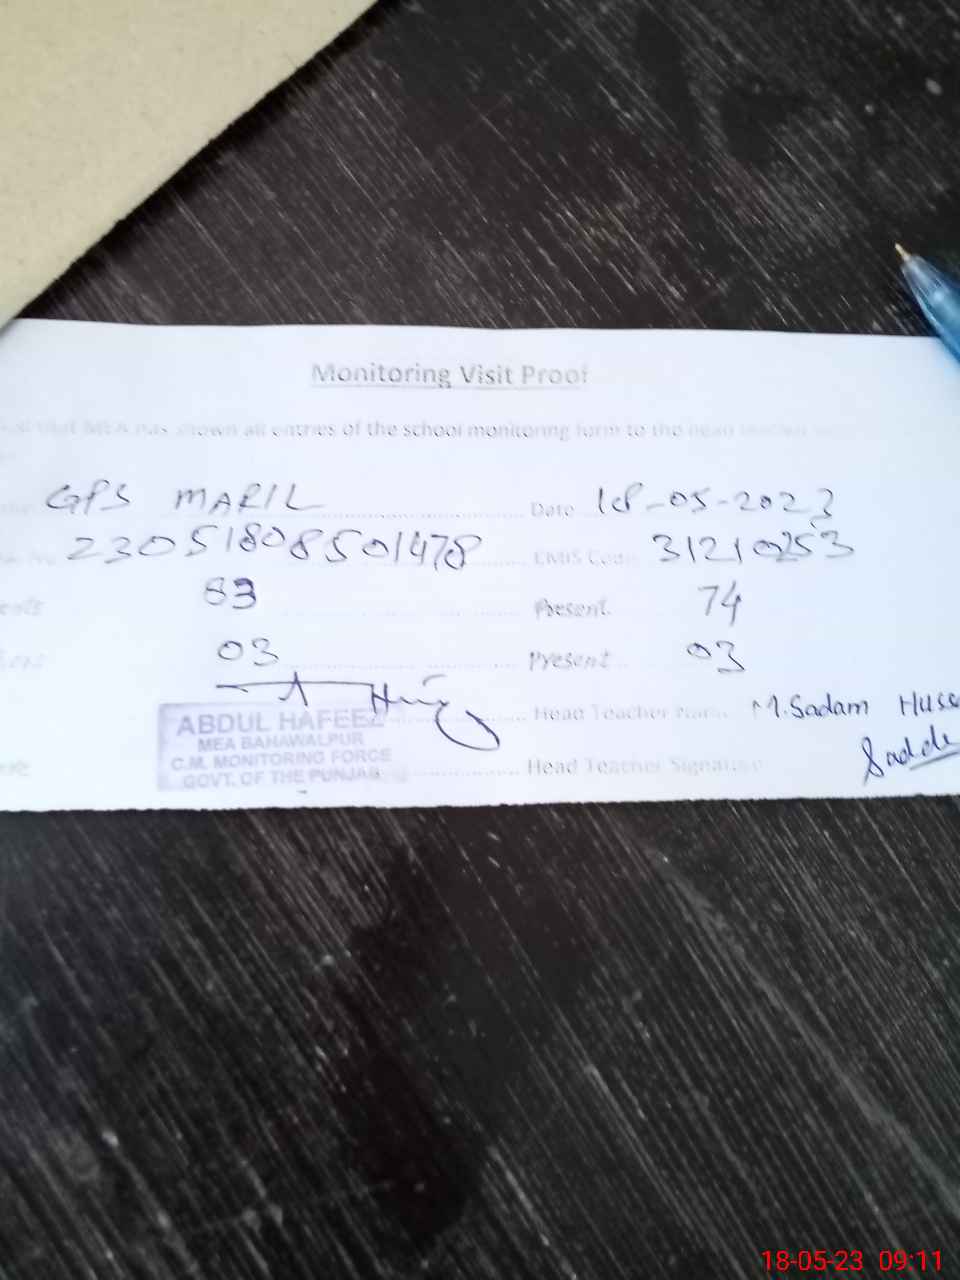 Monitoring Visit Proof
that MEA has shown all entries of the school monitoring form to the head
GPS MARIL Date 18-05-2023
23051808501478 EMIS Code 31210253
83 Present 74
03 Present 03
ABDUL HAFEEZ Head Teacher Name M.Sadam
MEA BAHAWALPUR
C.M. MONITORING FORCE
GOVT. OF THE PUNJAB Head Teacher Signature
18-05-23 09:11